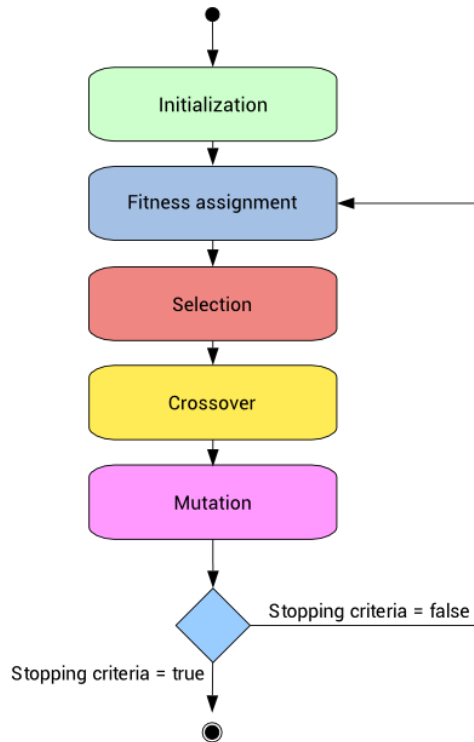 Initialization
Fitness assignment
Selection
Crossover
Mutation
Stopping criteria = false
Stopping criteria = true